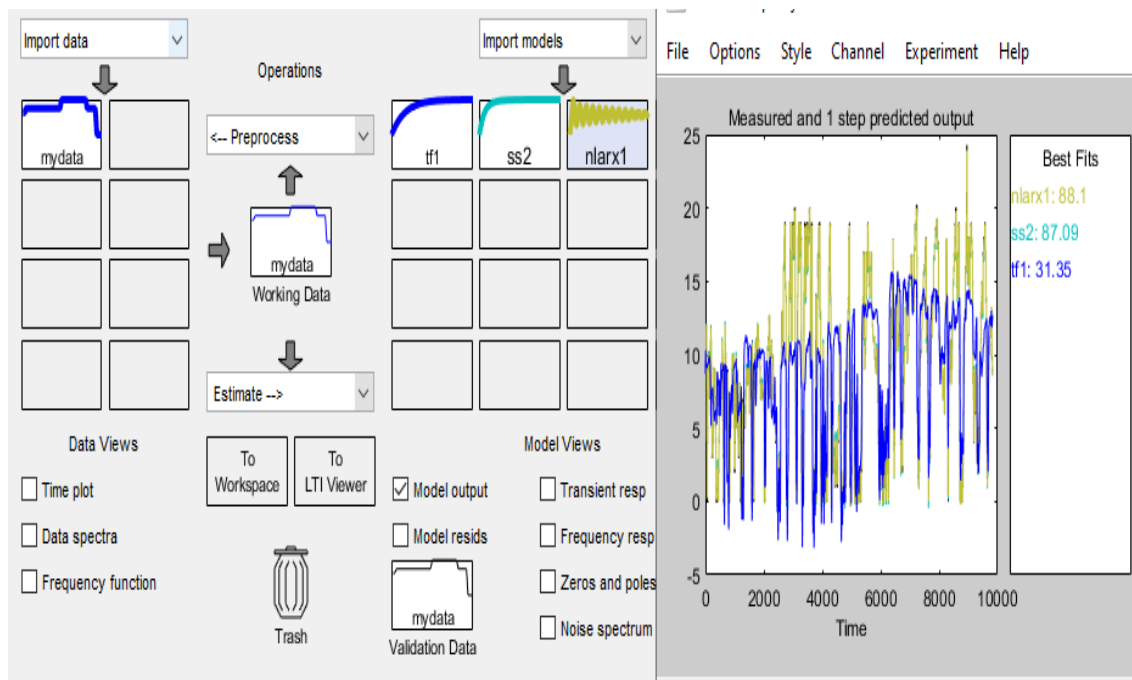 Import data
Import models
Operations
mydata
<-- Preprocess
tf1
ss2
nlarx1
mydata
Working Data
Estimate -->
Data Views
To
Workspace
To
LTI Viewer
Model Views
Time plot
Data spectra
Frequency function
Model output
Model resids
Transient resp
Frequency resp
Zeros and poles
Noise spectrum
Trash
mydata
Validation Data
File Options Style Channel Experiment Help
Measured and 1 step predicted output
25
20
15
10
5
0
-5
0 2000 4000 6000 8000 10000
Time
Best Fits
nlarx1: 88.1
ss2: 87.09
tf1: 31.35